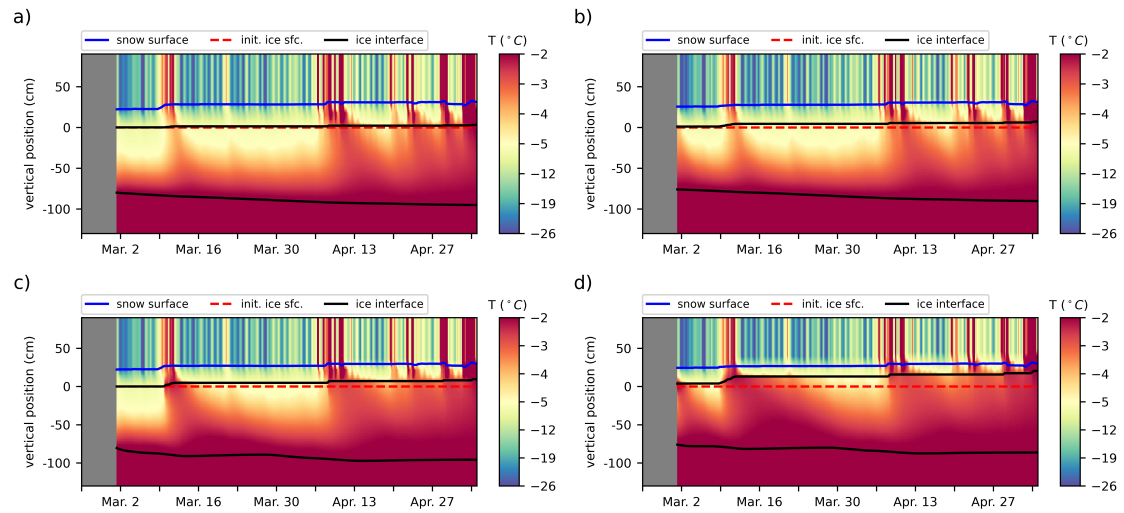 a)
snow surface init. ice sfc. ice interface
T (°C)
vertical position (cm)
50
0
−50
-100
Mar. 2 Mar. 16 Mar. 30 Apr. 13 Apr. 27
−2
−3
−4
−5
−12
−19
−26
b)
snow surface init. ice sfc. ice interface
T (°C)
vertical position (cm)
50
0
−50
-100
Mar. 2 Mar. 16 Mar. 30 Apr. 13 Apr. 27
−2
−3
−4
−5
−12
−19
−26
c)
snow surface init. ice sfc. ice interface
T (°C)
vertical position (cm)
50
0
−50
-100
Mar. 2 Mar. 16 Mar. 30 Apr. 13 Apr. 27
−2
−3
−4
−5
−12
−19
−26
d)
snow surface init. ice sfc. ice interface
T (°C)
vertical position (cm)
50
0
−50
-100
Mar. 2 Mar. 16 Mar. 30 Apr. 13 Apr. 27
−2
−3
−4
−5
−12
−19
−26